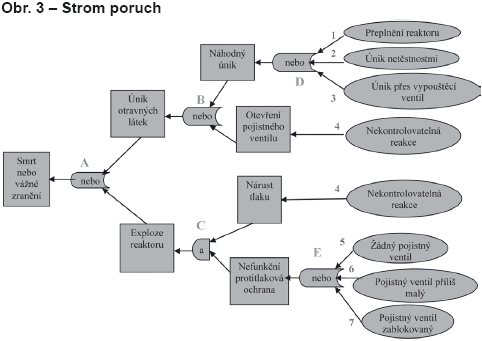 Obr. 3 – Strom poruch
1
Přeplnění reaktoru
Náhodný
únik
nebo
2
Únik netěstnostmi
D
3
Únik přes vypouštěcí
ventil
Únik
otravných
látek
B
nebo
Otevření
pojistného
ventilu
4
Nekontrolovatelná
reakce
Smrt
nebo
vážné
zranění
A
nebo
Nárust
tlaku
4
Nekontrolovatelná
reakce
Exploze
reaktoru
C
a
Nefunkční
protitlaková
ochrana
E
nebo
5
Žádný pojistný
ventil
6
Pojistný ventil příliš
malý
7
Pojistný ventil
zablokovaný